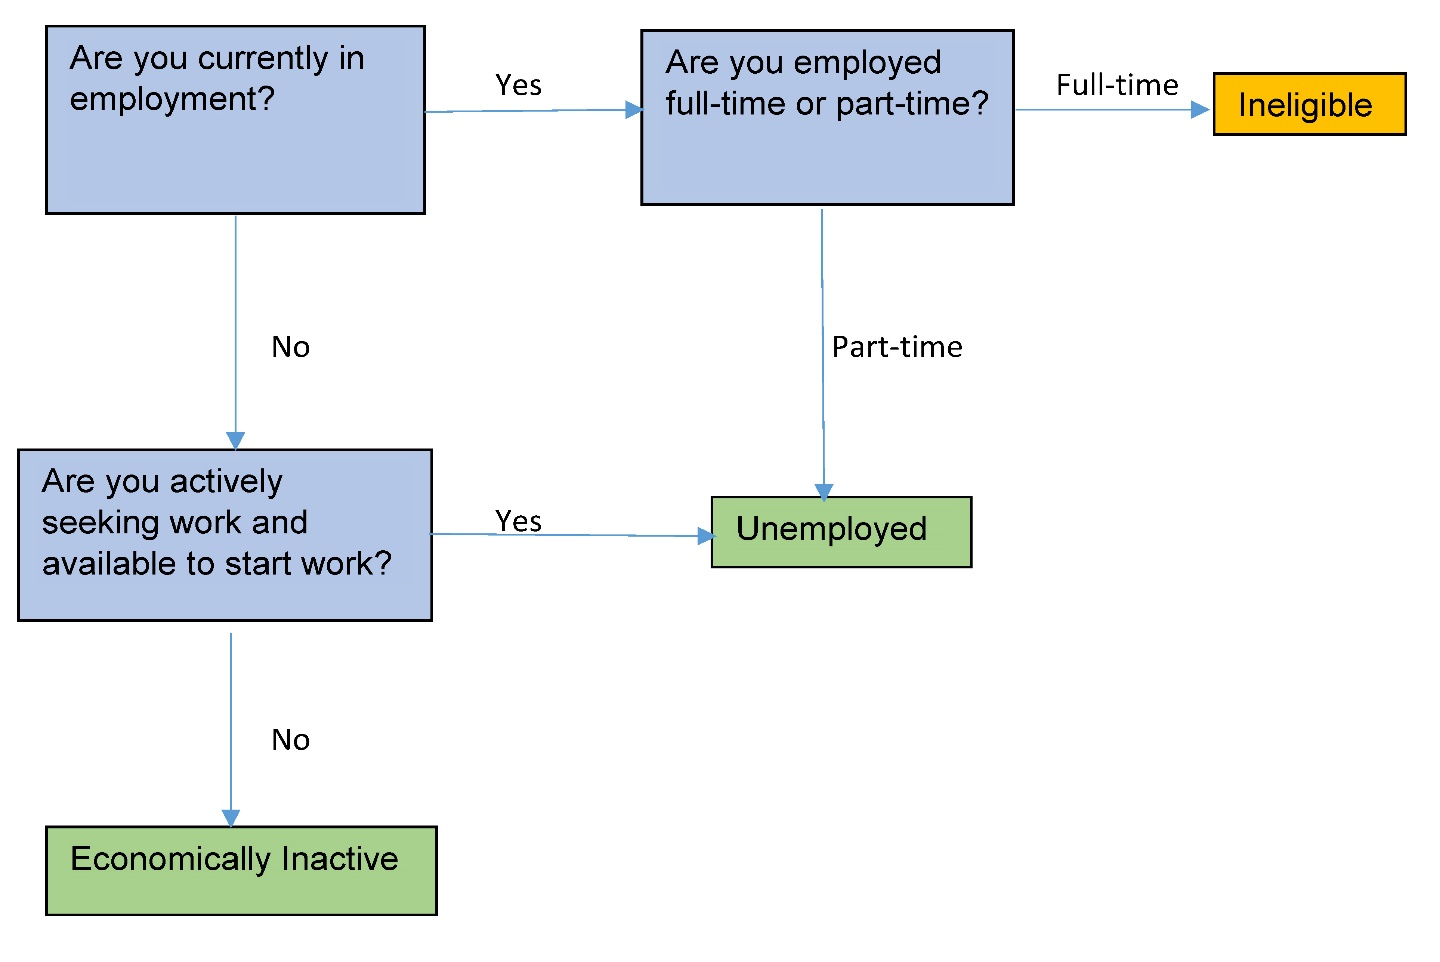 Are you currently in
employment?
Yes
Are you employed
full-time or part-time?
Full-time
Ineligible
No
Part-time
Are you actively
seeking work and
available to start work?
Yes
Unemployed
No
Economically Inactive